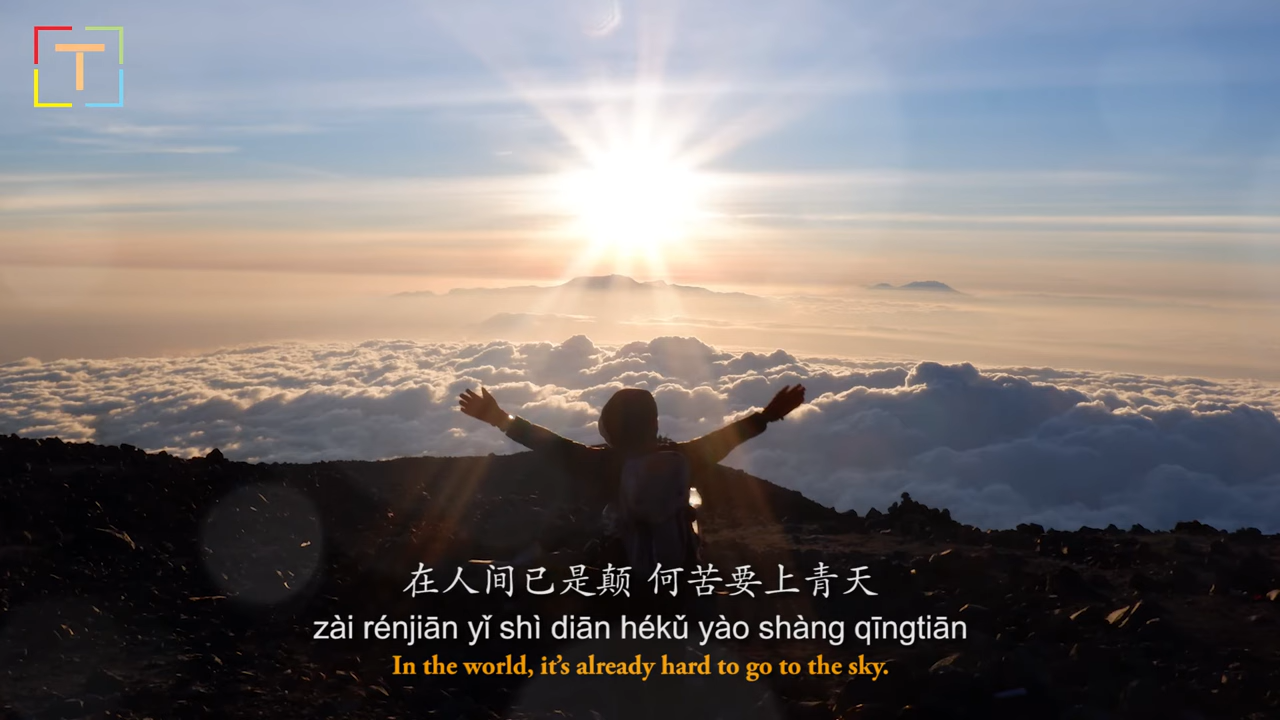 T
在人间已是颠 何苦要上青天
zài rénjiān yǐ shì diān hékǔ yào shàng qīngtiān
In the world, it's already hard to go to the sky.